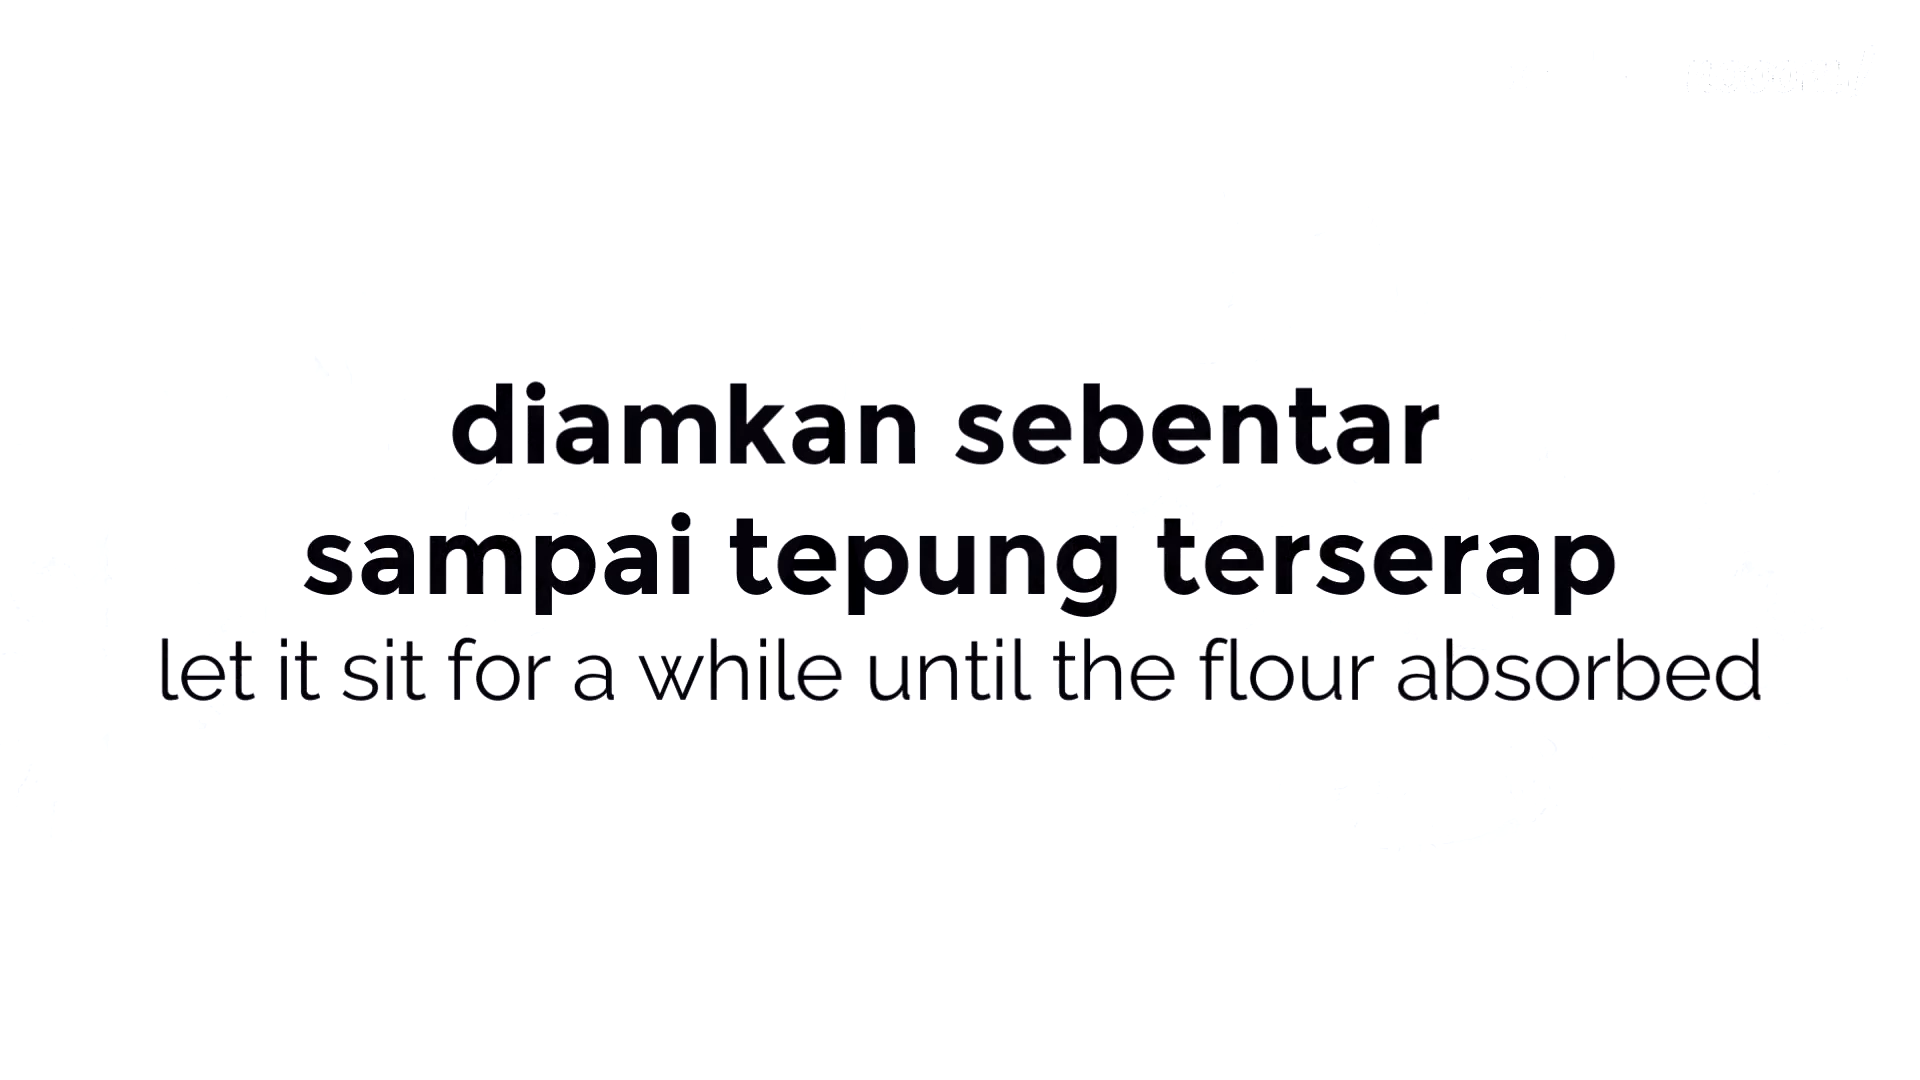 diamkan sebentar
sampai tepung terserap
let it sit for a while until the flour absorbed